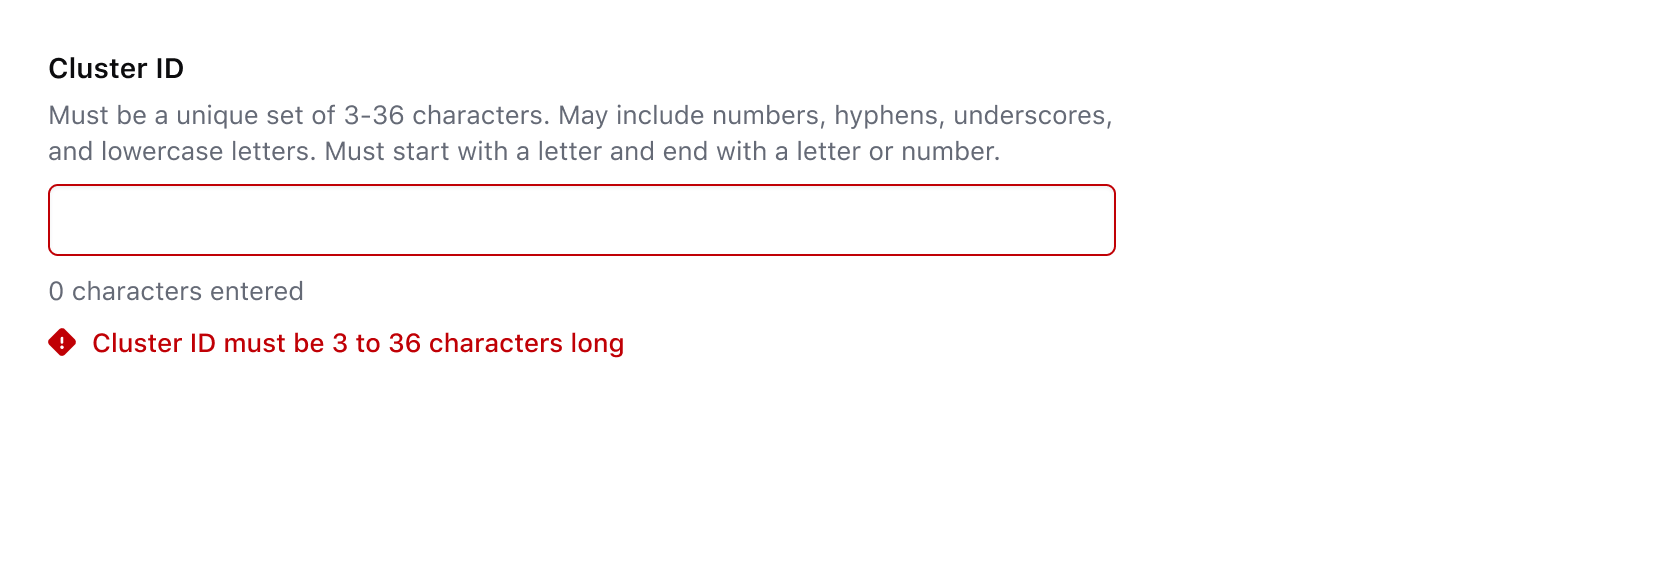 Cluster ID
Must be a unique set of 3-36 characters. May include numbers, hyphens, underscores,
and lowercase letters. Must start with a letter and end with a letter or number.
0 characters entered
Cluster ID must be 3 to 36 characters long